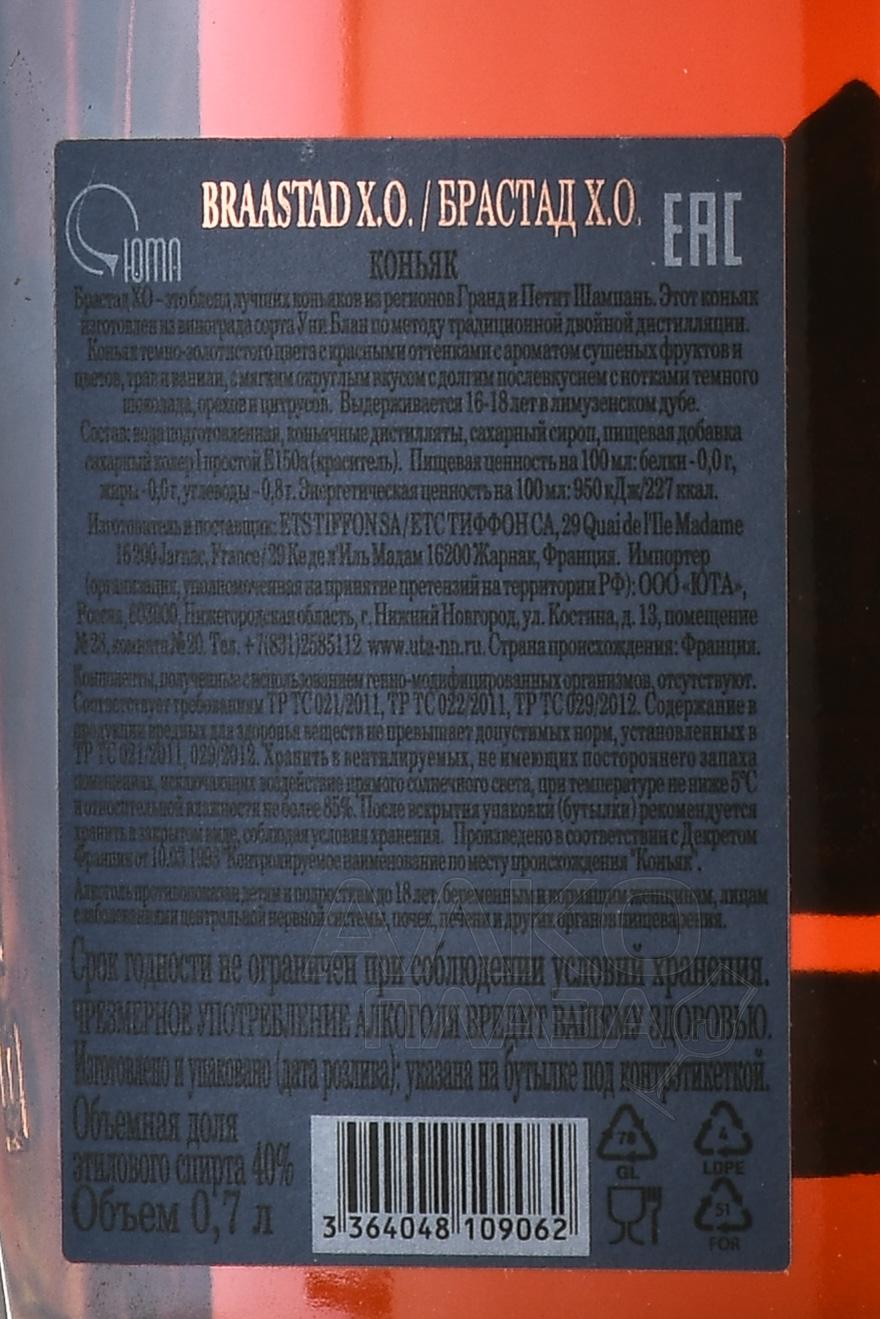 BRAASTAD X.O. / БРАСТАД Х.О.
ЮТА
EAC
КОНЬЯК
Брастад ХО – это бленд лучших коньяков из регионов Гранд и Петит Шампань. Этот коньяк
изготовлен из винограда сорта Уни Блан по методу традиционной двойной дистилляции.
Коньяк темно-золотистого цвета с красными оттенками с ароматом сушеных фруктов и
цветов, трав и ванили, с мягким округлым вкусом с долгим послевкусием с нотками темного
шоколада, орехов и цитрусов. Выдерживается 16-18 лет в лимузенском дубе.
Состав: вода подготовленная, коньячные дистилляты, сахарный сироп, пищевая добавка
сахарный колер I простой Е150а (краситель). Пищевая ценность на 100 мл: белки - 0,0 г,
жиры - 0,0 г, углеводы – 0,8 г. Энергетическая ценность на 100 мл: 950 кДж/227 ккал.
Изготовитель и поставщик: ETS TIFFON SA / ЕТС ТИФФОН СА, 29 Quai de l'Ile Madame
16200 Jarnac, France/ 29 Ке де л'Иль Мадам 16200 Жарнак, Франция. Импортер
(организация, уполномоченная на принятие претензий на территории РФ): ООО «ЮТА»,
Россия, 603000, Нижегородская область, г. Нижний Новгород, ул. Костина, д. 13, помещение
№ 28, комната № 20. Тел. +7(831)2585112 www.uta-nn.ru. Страна происхождения: Франция.
Компоненты, полученные с использованием генно-модифицированных организмов, отсутствуют.
Соответствует требованиям ТР ТС 021/2011, ТР ТС 022/2011, ТР ТС 029/2012. Содержание в
продукции вредных для здоровья веществ не превышает допустимых норм, установленных в
ТР ТС 021/2011, 029/2012. Хранить в вентилируемых, не имеющих постороннего запаха
помещениях, исключающих воздействие прямого солнечного света, при температуре не ниже 5°С
и относительной влажности не более 85%. После вскрытия упаковки (бутылки) рекомендуется
хранить в закрытом виде, соблюдая условия хранения. Произведено в соответствии с Декретом
Франции от 10.03.1995 "Контролируемое наименование по месту происхождения "Коньяк".
Алкоголь противопоказан детям и подросткам до 18 лет, беременным и кормящим женщинам, лицам
с заболеваниями центральной нервной системы, почек, печени и других органов пищеварения.
Срок годности не ограничен при соблюдении условий хранения.
ЧРЕЗМЕРНОЕ УПОТРЕБЛЕНИЕ АЛКОГОЛЯ ВРЕДИТ ВАШЕМУ ЗДОРОВЬЮ.
Изготовлено и упаковано (дата розлива): указана на бутылке под контрэтикеткой.
Объемная доля
этилового спирта 40%
Объем 0,7 л
3 364048 109062
78
GL
4
LDPE
51
FOR
АЛКО
ПЛАЗА
.RU